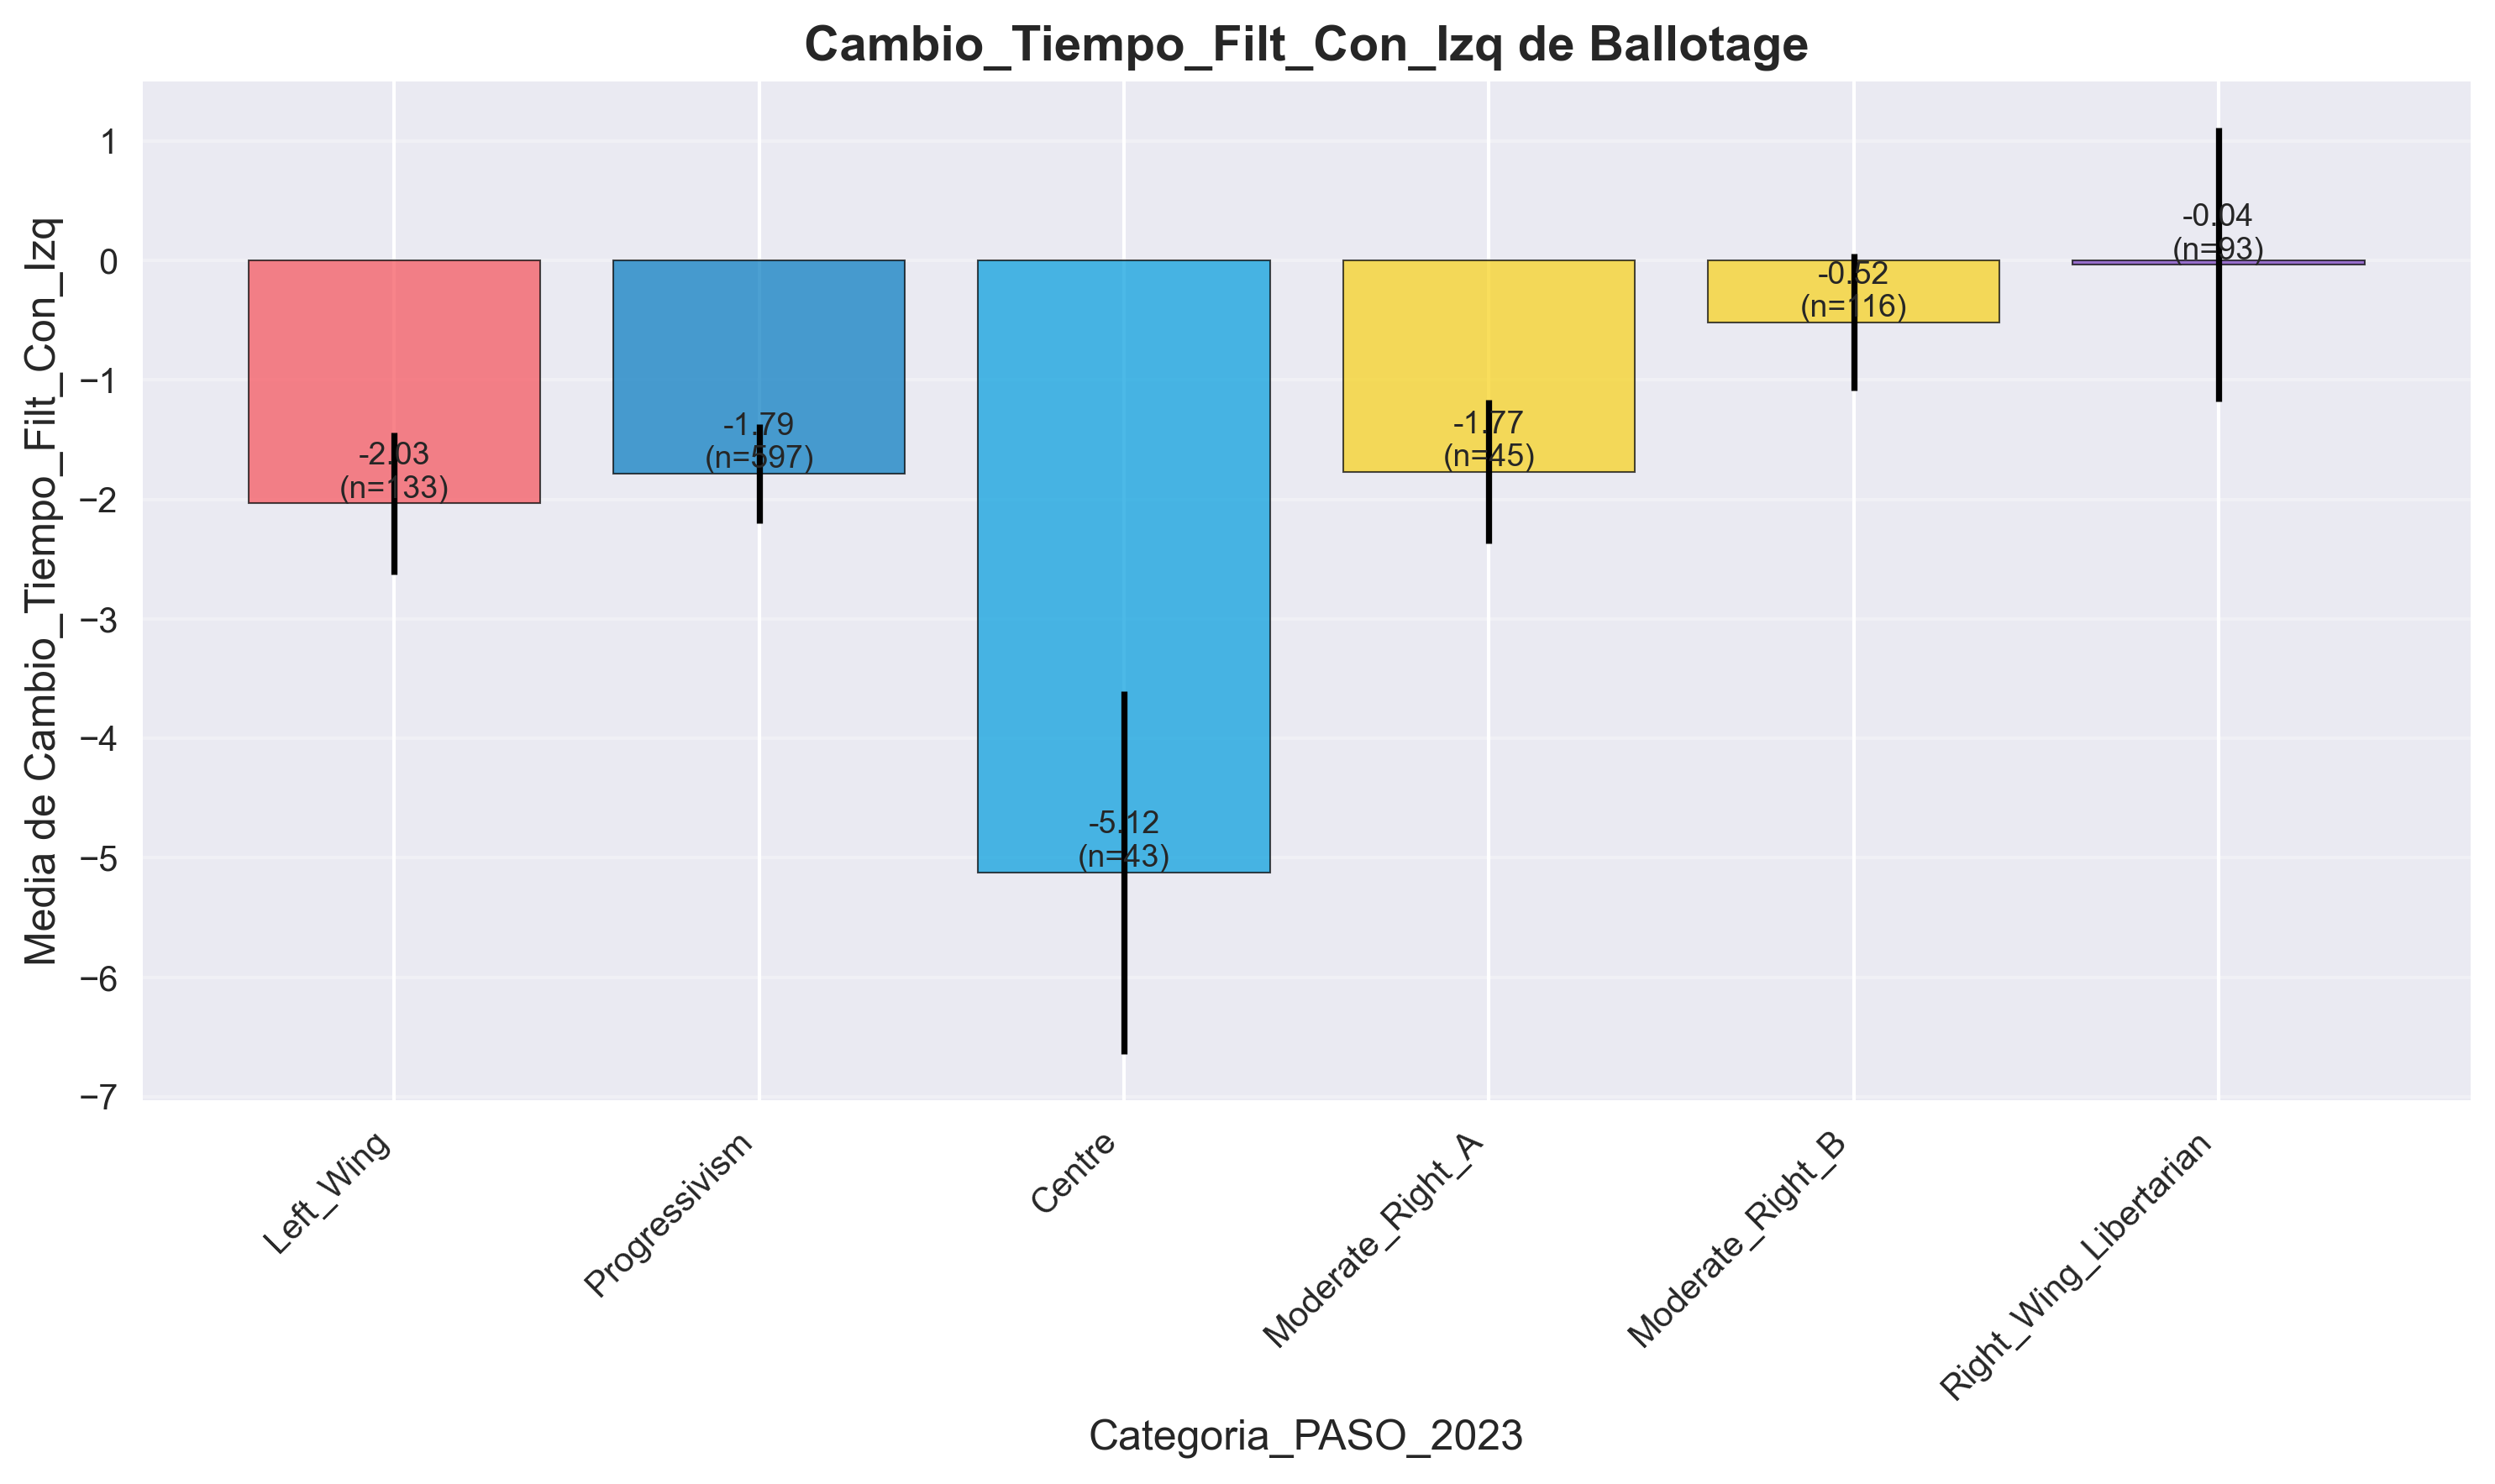 Cambio_Tiempo_Filt_Con_Izq de Ballotage
Media de Cambio_Tiempo_Filt_Con_Izq
1
0
−1
−2
−3
−4
−5
−6
−7
-2.03
(n=133)
-1.79
(n=597)
-5.12
(n=43)
-1.77
(n=45)
-0.52
(n=116)
-0.04
(n=93)
Left_Wing
Progressivism
Centre
Moderate_Right_A
Moderate_Right_B
Right_Wing_Libertarian
Categoria_PASO_2023